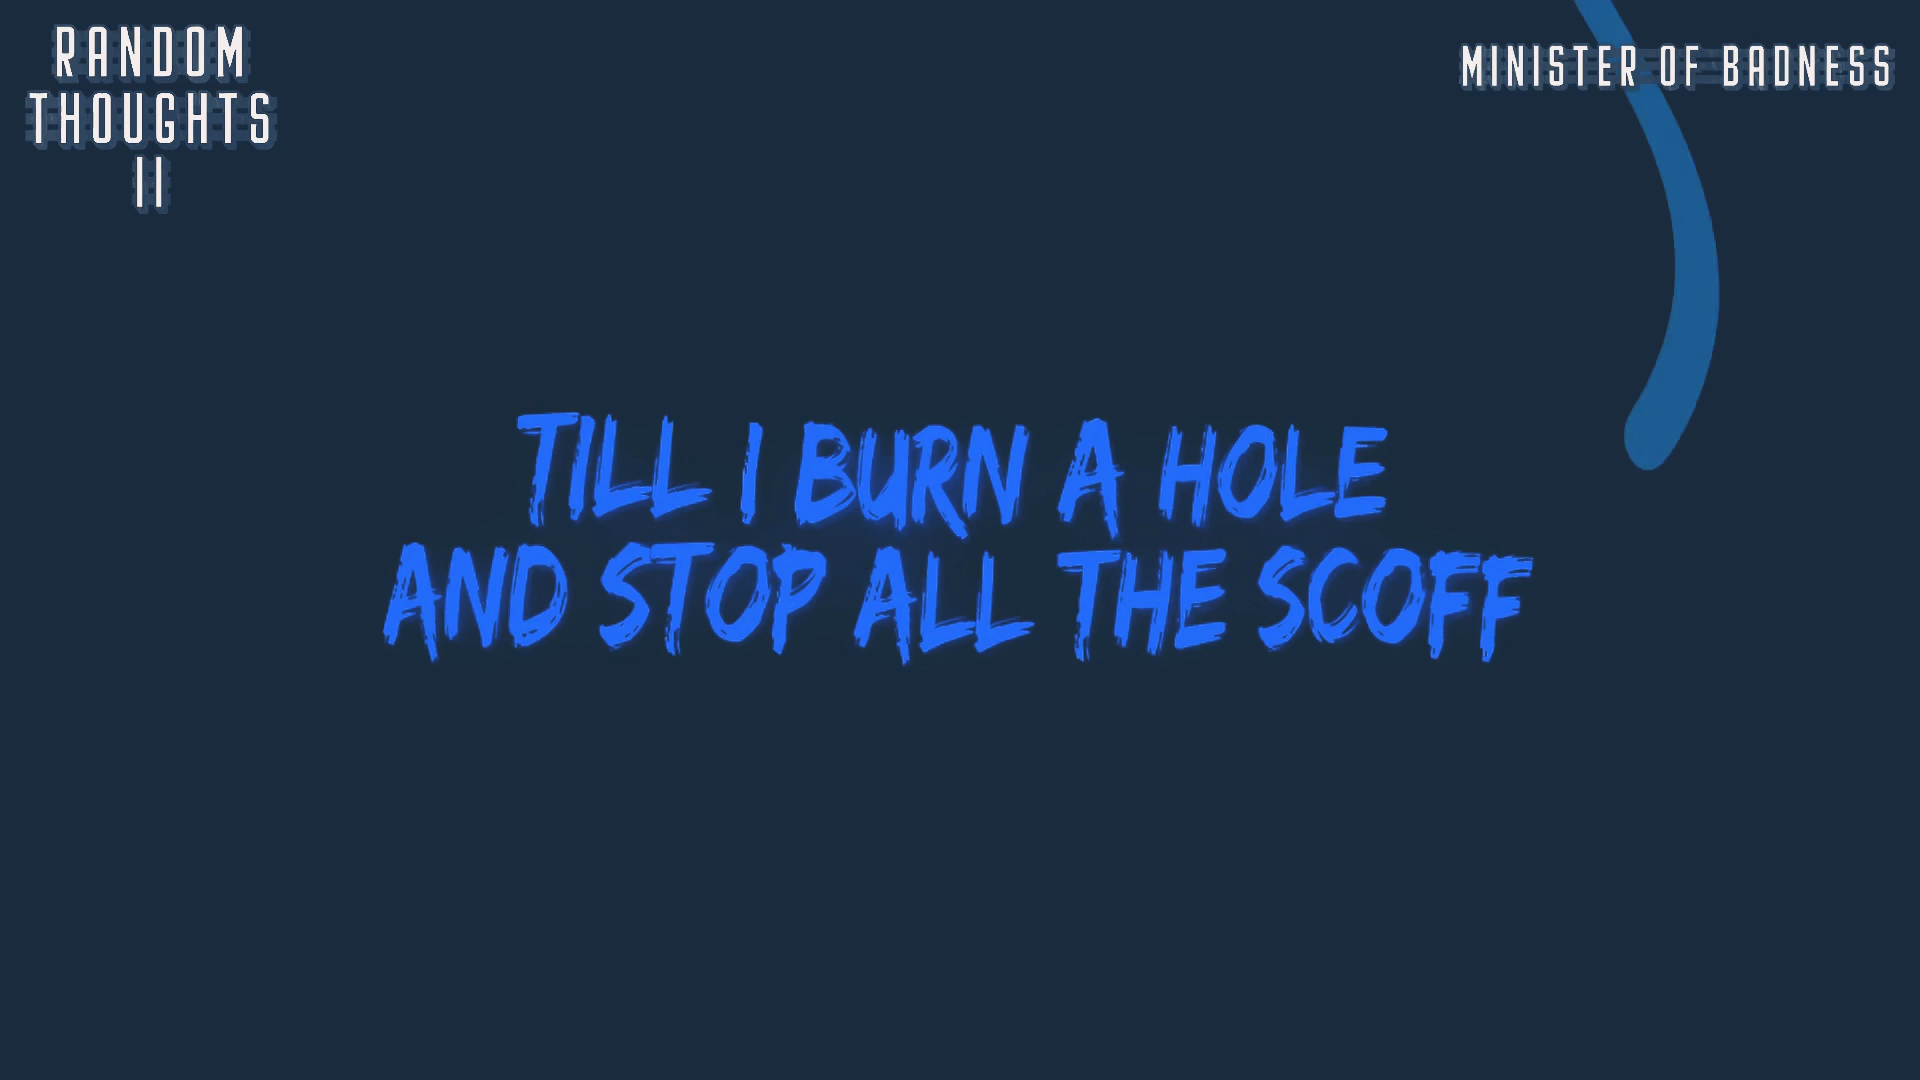 RANDOM
THOUGHTS
II
MINISTER OF BADNESS
TILL I BURN A HOLE
AND STOP ALL THE SCOFF